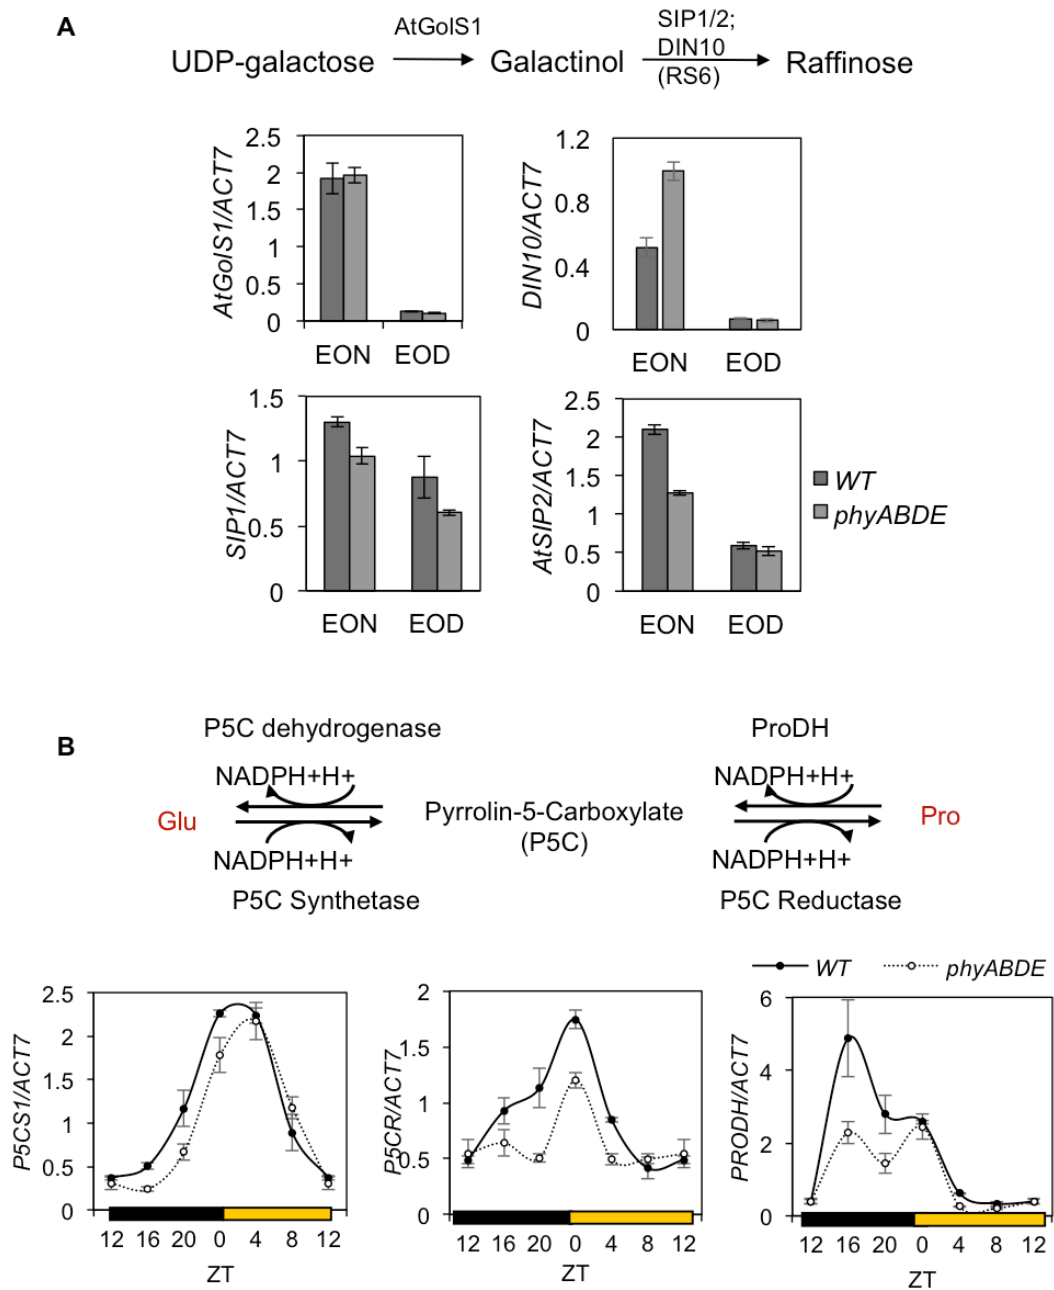 A
AtGolS1
SIP1/2;
DIN10
(RS6)
UDP-galactose
Galactinol
Raffinose
AtGolS1/ACT7
2.5
2
1.5
1
0.5
0
EON EOD
DIN10/ACT7
1.2
0.8
0.4
0
EON EOD
SIP1/ACT7
1.5
1
0.5
0
EON EOD
AtSIP2/ACT7
2.5
2
1.5
1
0.5
0
EON EOD
WT
phyABDE
B
P5C dehydrogenase
NADPH+H+
Glu
NADPH+H+
P5C Synthetase
Pyrrolin-5-Carboxylate
(P5C)
ProDH
NADPH+H+
Pro
NADPH+H+
P5C Reductase
WT
phyABDE
P5CS1/ACT7
2.5
2
1.5
1
0.5
0
12 16 20 0 4 8 12
ZT
P5CR/ACT7
2
1.5
1
0.5
0
12 16 20 0 4 8 12
ZT
PRODH/ACT7
6
4
2
0
12 16 20 0 4 8 12
ZT